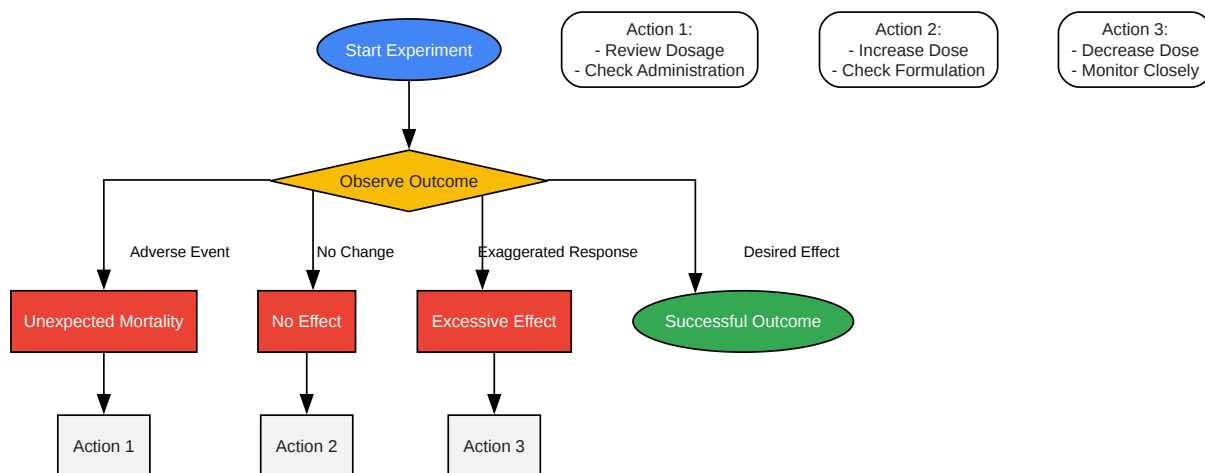 Start Experiment
Action 1:
- Review Dosage
- Check Administration
Action 2:
- Increase Dose
- Check Formulation
Action 3:
- Decrease Dose
- Monitor Closely
Observe Outcome
Adverse Event
No Change
Exaggerated Response
Desired Effect
Unexpected Mortality
No Effect
Excessive Effect
Successful Outcome
Action 1
Action 2
Action 3